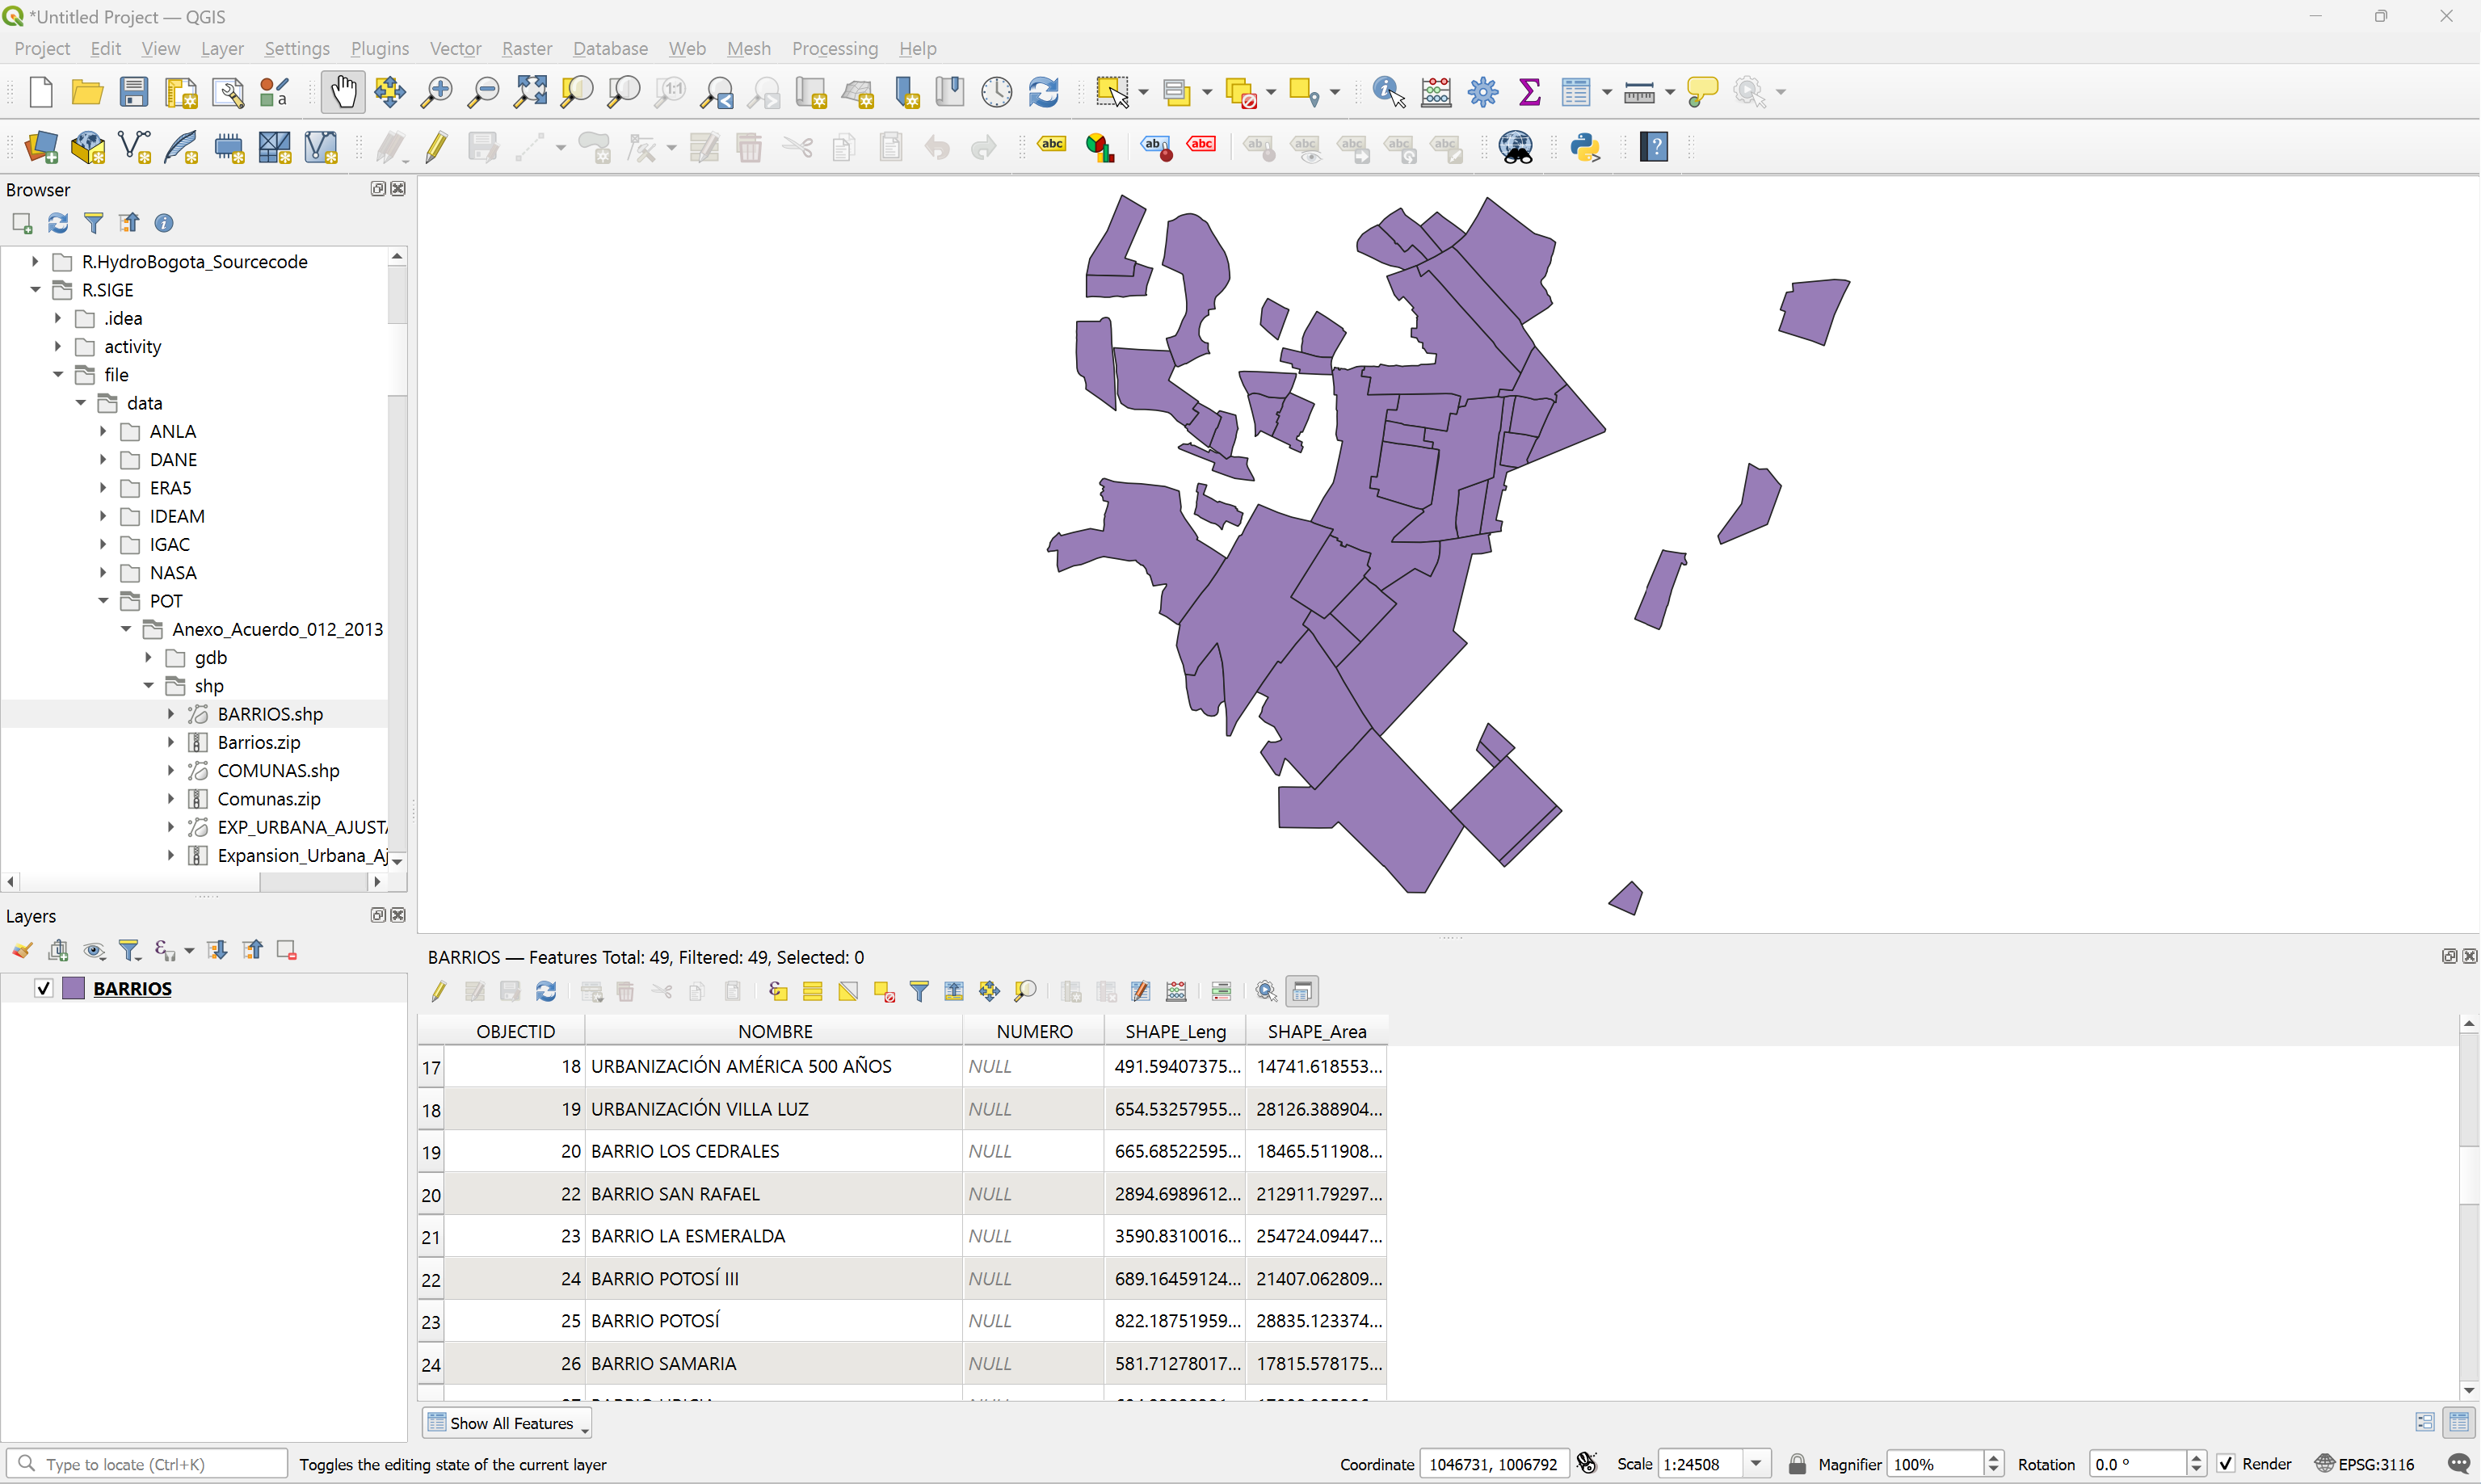 *Untitled Project — QGIS
Project Edit View Layer Settings Plugins Vector Raster Database Web Mesh Processing Help
Browser
R.HydroBogota_Sourcecode
R.SIGE
.idea
activity
file
data
ANLA
DANE
ERA5
IDEAM
IGAC
NASA
POT
Anexo_Acuerdo_012_2013
gdb
shp
BARRIOS.shp
Barrios.zip
COMUNAS.shp
Comunas.zip
EXP_URBANA_AJUST
Expansion_Urbana_Aj
Layers
BARRIOS
BARRIOS — Features Total: 49, Filtered: 49, Selected: 0
OBJECTID NOMBRE NUMERO SHAPE_Leng SHAPE_Area
17 18 URBANIZACIÓN AMÉRICA 500 AÑOS NULL 491.59407375... 14741.618553...
18 19 URBANIZACIÓN VILLA LUZ NULL 654.53257955... 28126.388904...
19 20 BARRIO LOS CEDRALES NULL 665.68522595... 18465.511908...
20 22 BARRIO SAN RAFAEL NULL 2894.6989612... 212911.79297...
21 23 BARRIO LA ESMERALDA NULL 3590.8310016... 254724.09447...
22 24 BARRIO POTOSÍ III NULL 689.16459124... 21407.062809...
23 25 BARRIO POTOSÍ NULL 822.18751959... 28835.123374...
24 26 BARRIO SAMARIA NULL 581.71278017... 17815.578175...
Show All Features
Type to locate (Ctrl+K) Toggles the editing state of the current layer Coordinate 1046731, 1006792 Scale 1:24508 Magnifier 100% Rotation 0.0 ° Render EPSG:3116